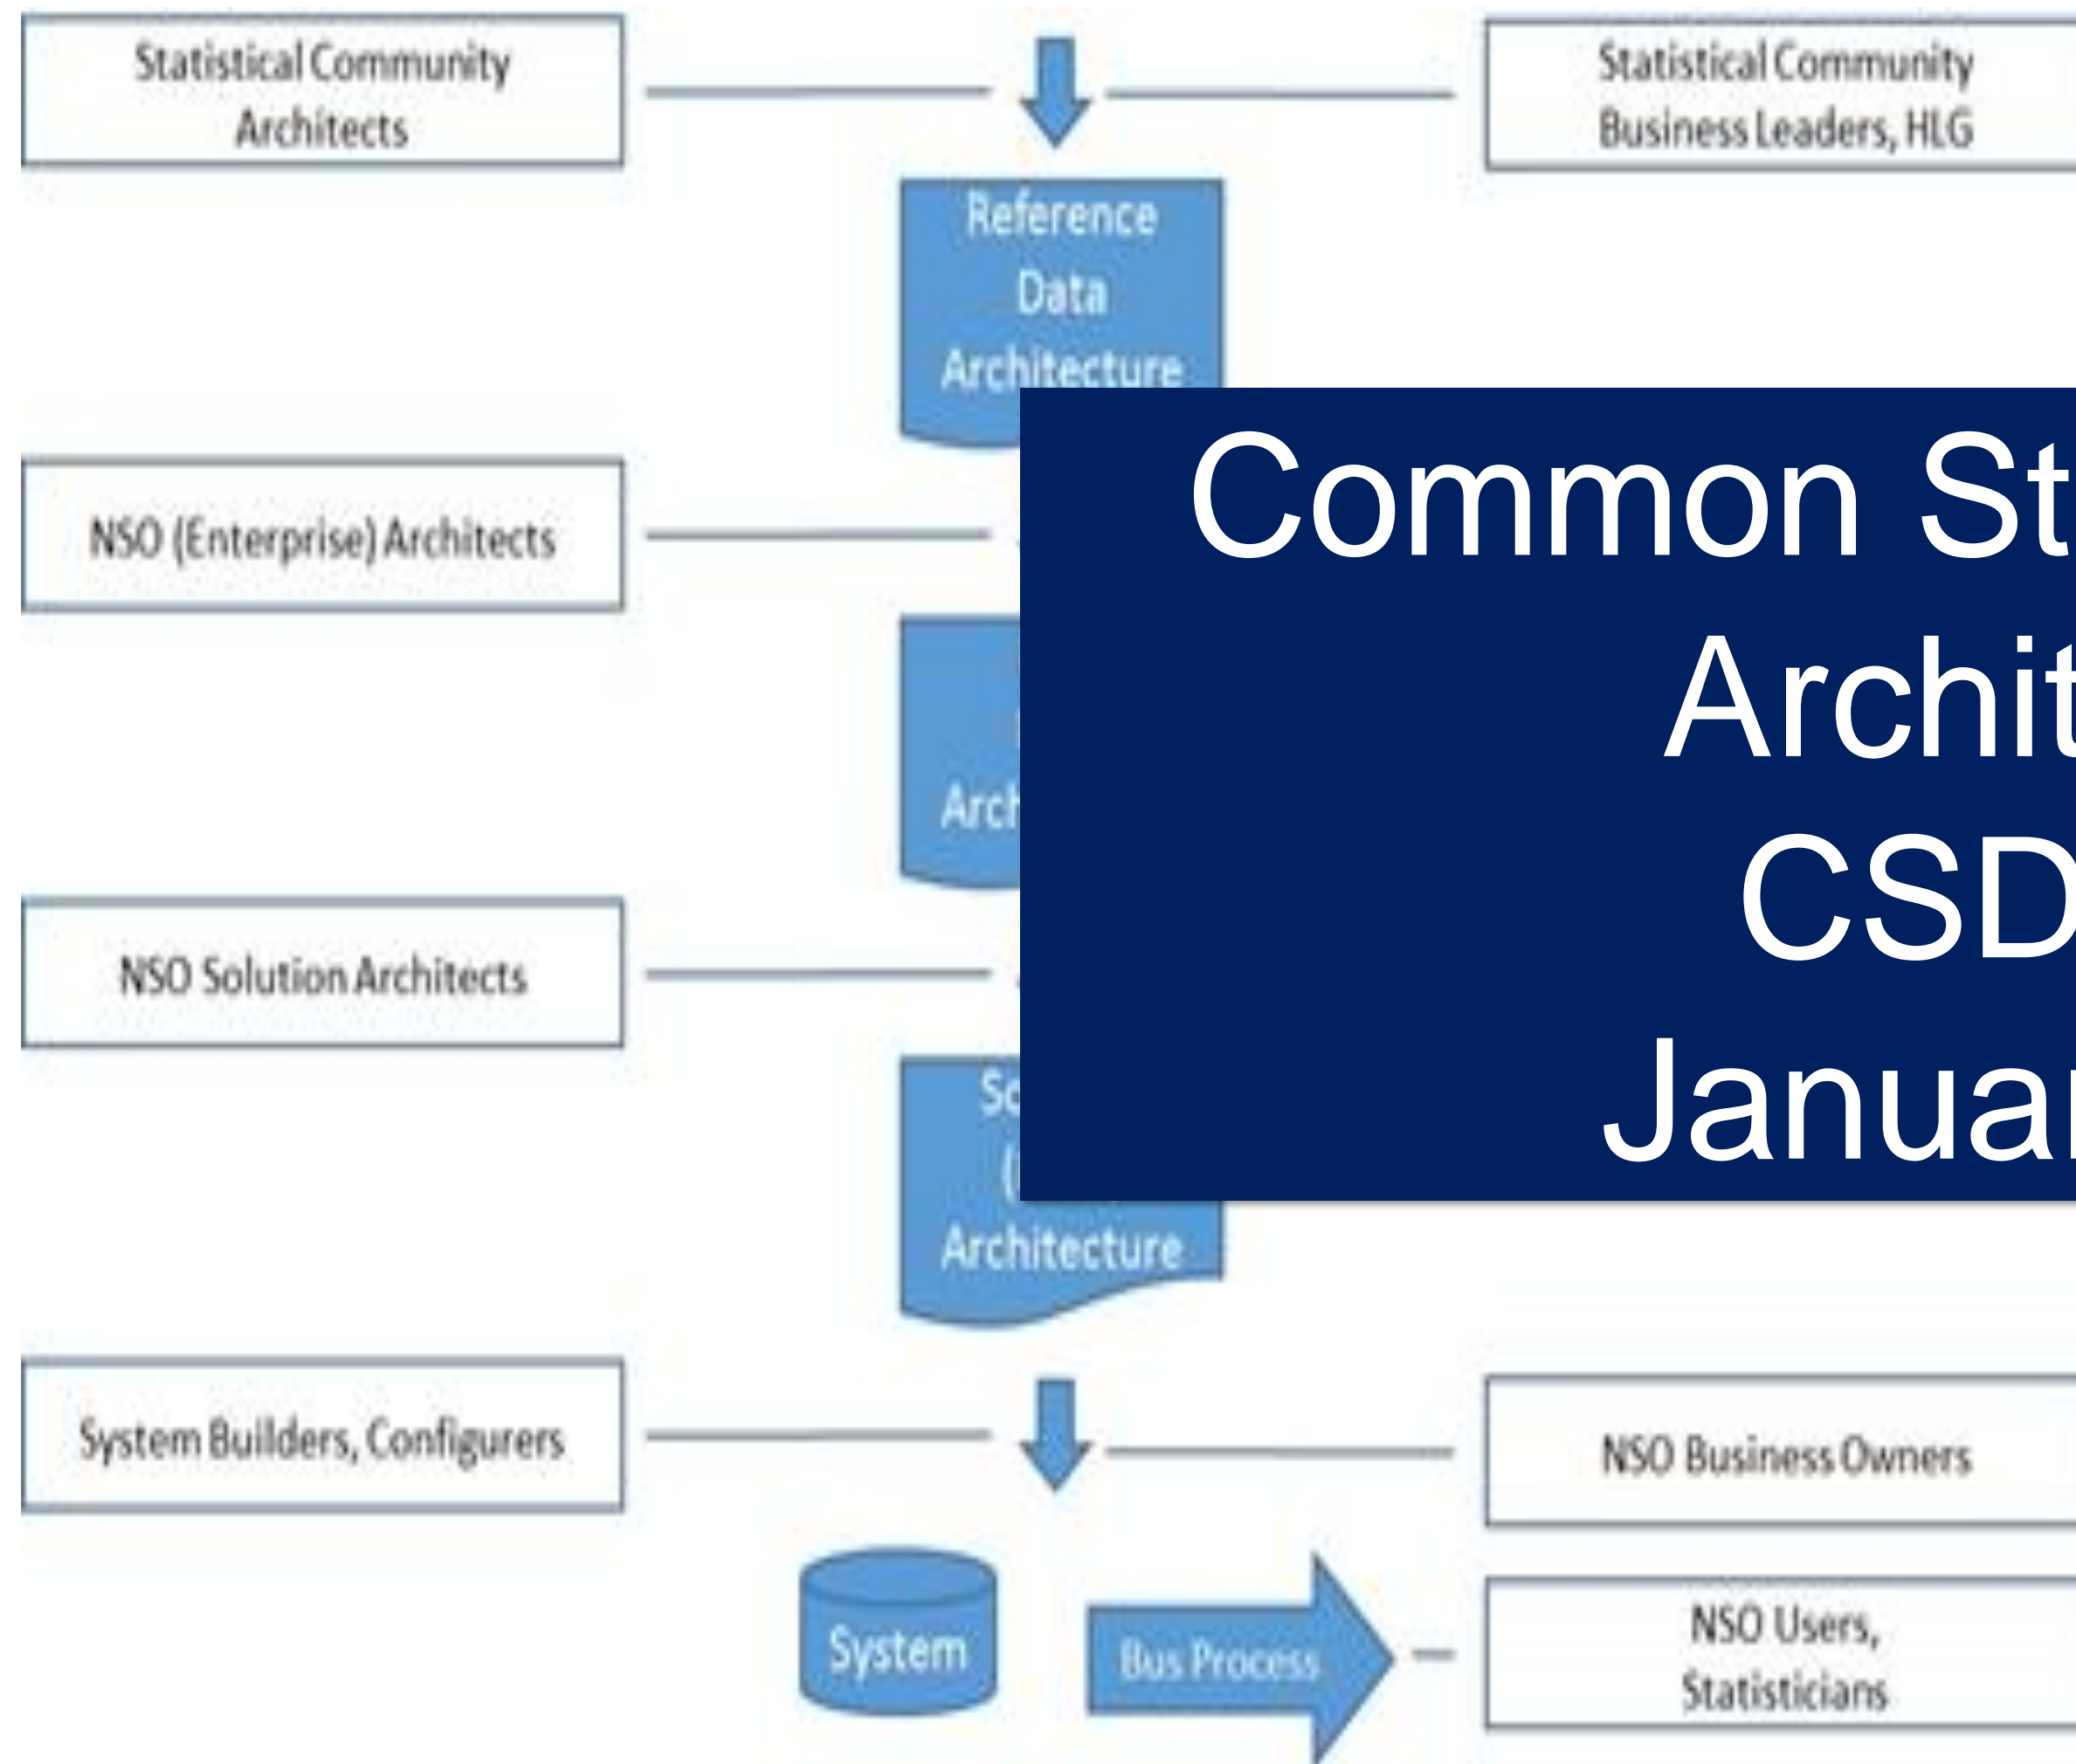 Statistical Community
Architects
Statistical Community
Business Leaders, HLG
Reference
Data
Architecture
NSO (Enterprise) Architects
Common St
Archit
CSD
Januar
Arch
NSO Solution Architects
So
(
Architecture
System Builders, Configurers
NSO Business Owners
System
Bus Process
NSO Users,
Statisticians